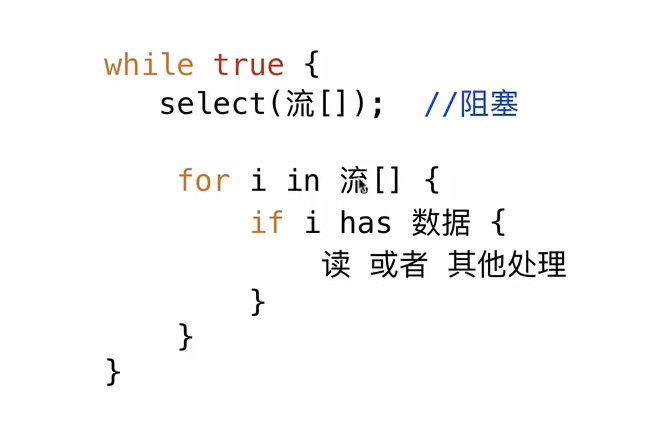 while true {
select(流[]);  //阻塞
for i in 流[] {
if i has 数据 {
读 或者 其他处理
}
}
}